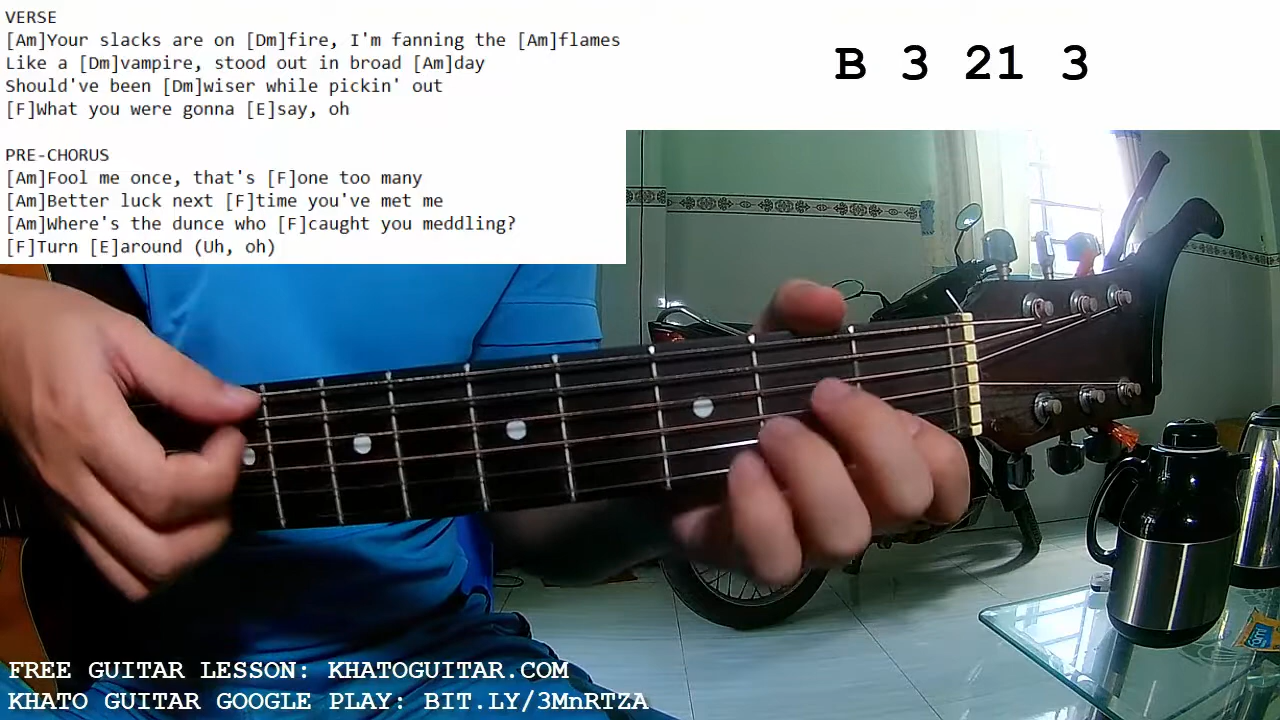 VERSE
[Am]Your slacks are on [Dm]fire, I'm fanning the [Am]flames
Like a [Dm]vampire, stood out in broad [Am]day
Should've been [Dm]wiser while pickin' out
[F]What you were gonna [E]say, oh
PRE-CHORUS
[Am]Fool me once, that's [F]one too many
[Am]Better luck next [F]time you've met me
[Am]Where's the dunce who [F]caught you meddling?
[F]Turn [E]around (Uh, oh)
B 3 21 3
FREE GUITAR LESSON: KHATOGUITAR.COM
KHATO GUITAR GOOGLE PLAY: BIT.LY/3MnRTZA